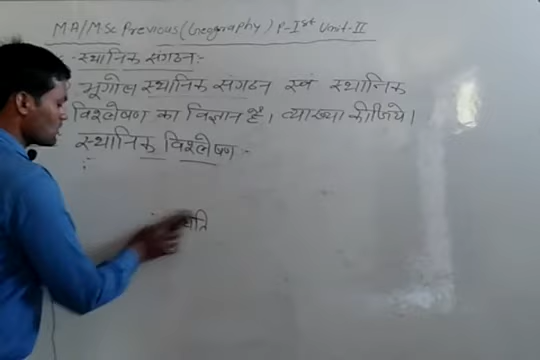 MA/MSc Previous (Geography) P-Ist Unit-II
स्थानिक संगठन :-
भूगोल स्थानिक संगठन एवं स्थानिक
विश्लेषण का विज्ञान है। व्याख्या कीजिये।
स्थानिक विश्लेषण :-